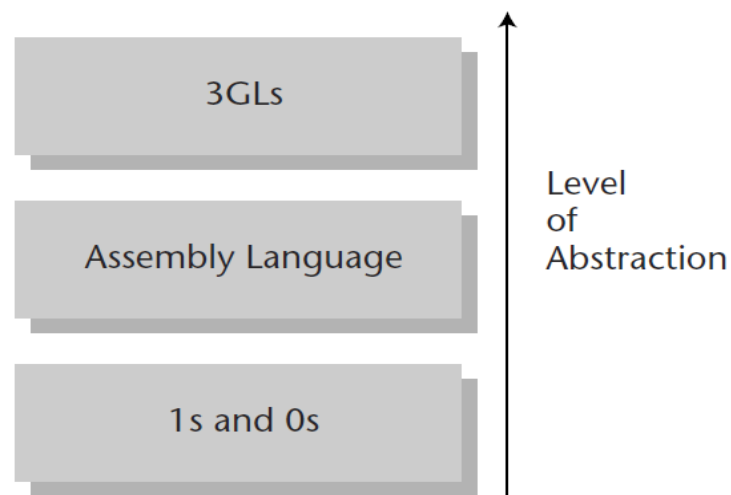 3GLs
Assembly Language
1s and 0s
Level
of
Abstraction